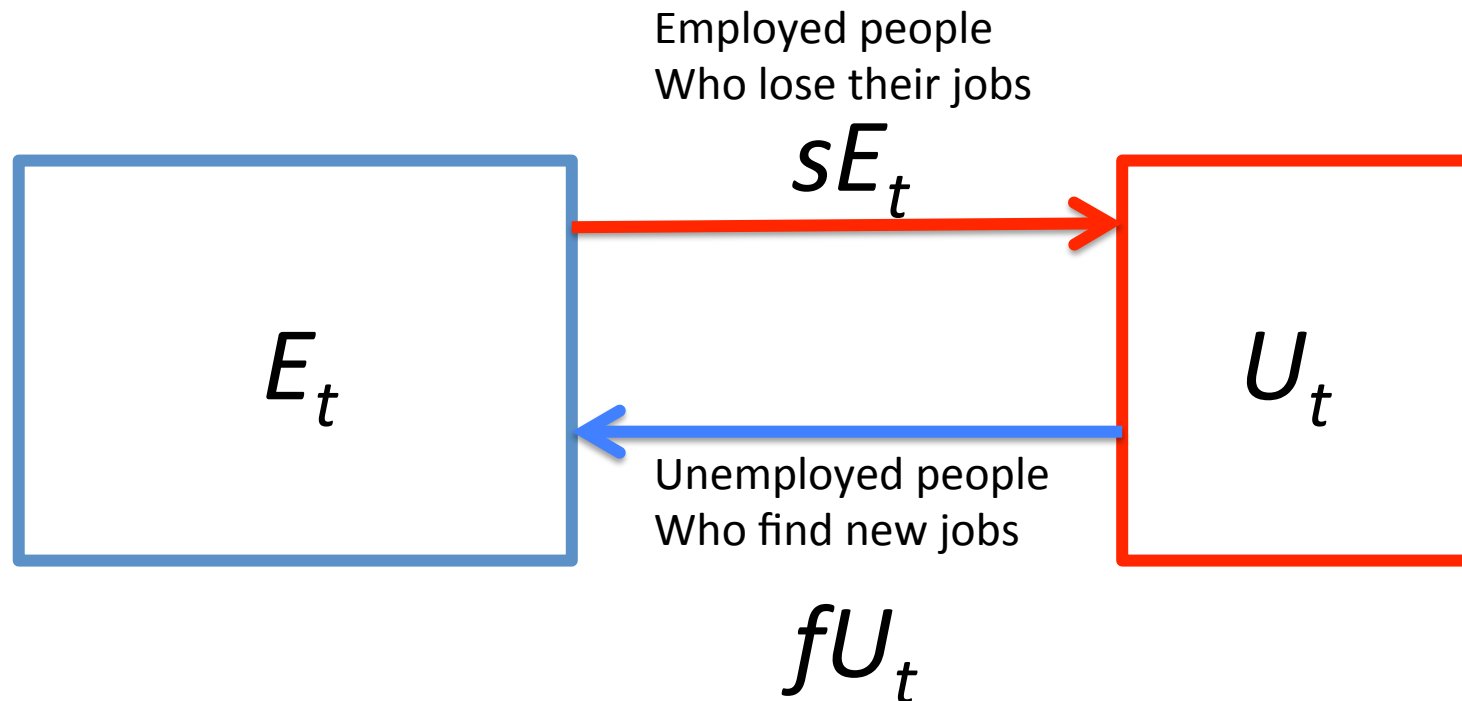 Employed people
Who lose their jobs
sE_t
E_t
U_t
Unemployed people
Who find new jobs
fU_t